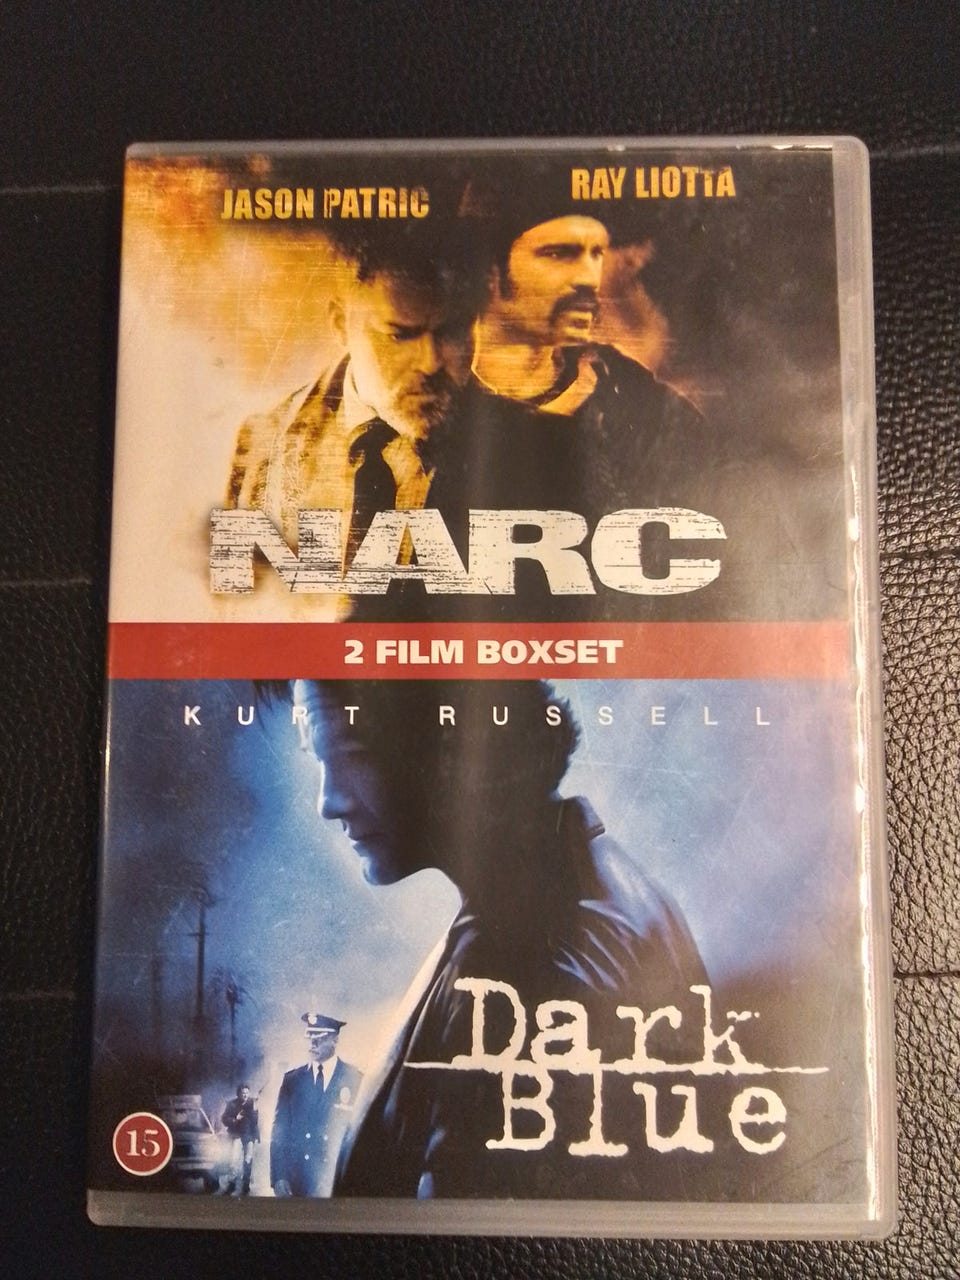 JASON PATRIC
RAY LIOTTA
NARC
2 FILM BOXSET
KURT RUSSELL
Dark
Blue
15